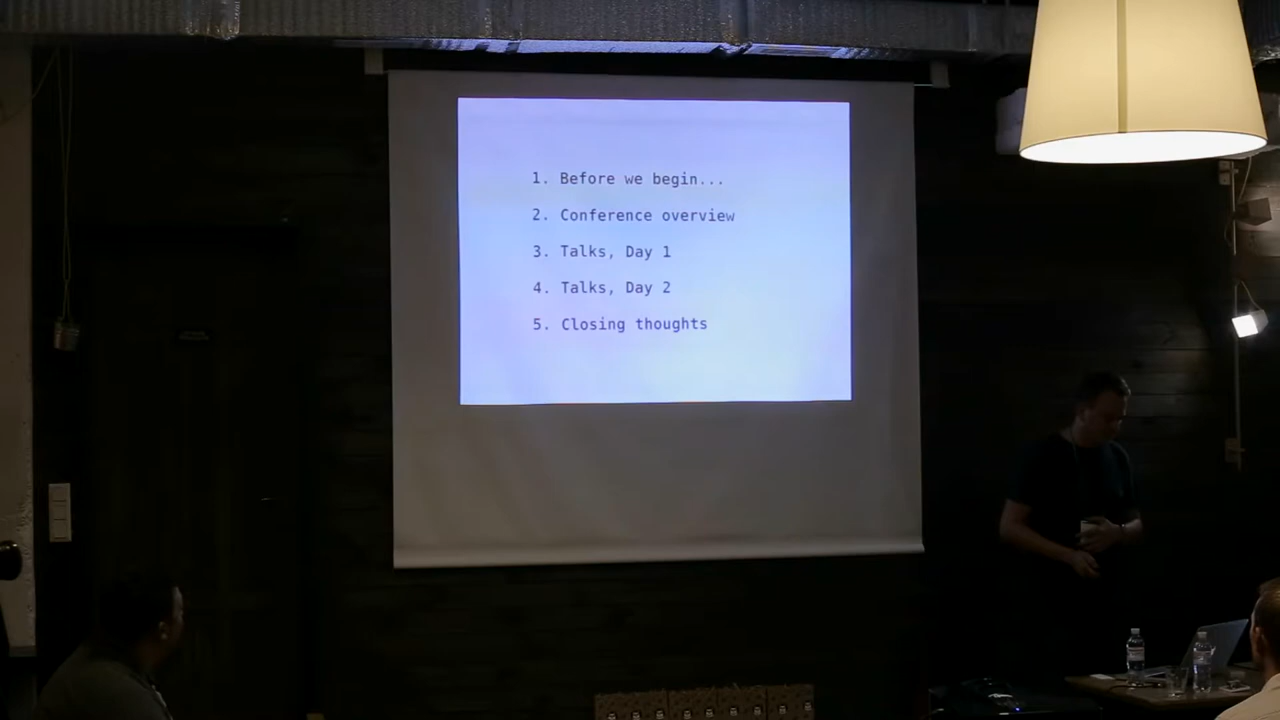 1. Before we begin...
2. Conference overview
3. Talks, Day 1
4. Talks, Day 2
5. Closing thoughts